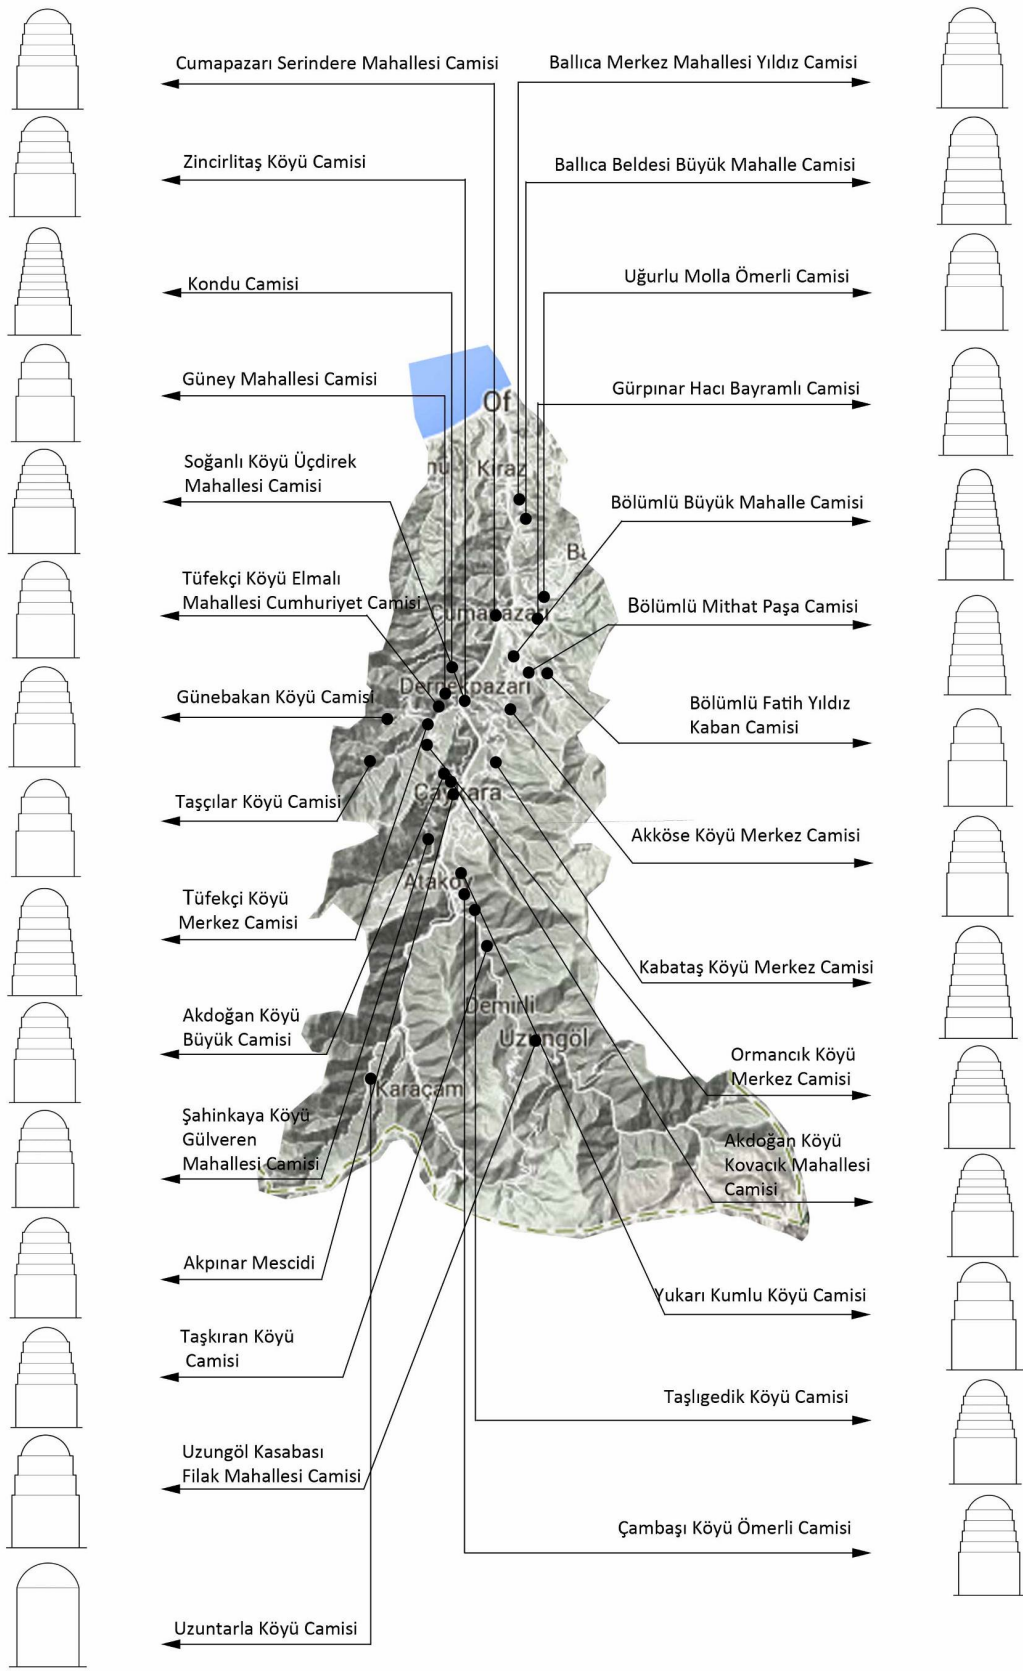 Cumapazarı Serindere Mahallesi Camisi
Zincirlitaş Köyü Camisi
Kondu Camisi
Güney Mahallesi Camisi
Soğanlı Köyü Üçdirek
Mahallesi Camisi
Tüfekçi Köyü Elmalı
Mahallesi Cumhuriyet Camisi
Günebakan Köyü Camisi
Taşçılar Köyü Camisi
Tüfekçi Köyü
Merkez Camisi
Akdoğan Köyü
Büyük Camisi
Şahinkaya Köyü
Gülveren
Mahallesi Camisi
Akpınar Mescidi
Taşkıran Köyü
Camisi
Uzungöl Kasabası
Filak Mahallesi Camisi
Uzuntarla Köyü Camisi
Of
Kiraz
Cumapazarı
Dernekpazarı
Çaykara
Ataköy
Demirli
Uzungöl
Karaçam
Ballıca Merkez Mahallesi Yıldız Camisi
Ballıca Beldesi Büyük Mahalle Camisi
Uğurlu Molla Ömerli Camisi
Gürpınar Hacı Bayramlı Camisi
Bölümlü Büyük Mahalle Camisi
Bölümlü Mithat Paşa Camisi
Bölümlü Fatih Yıldız
Kaban Camisi
Akköse Köyü Merkez Camisi
Kabataş Köyü Merkez Camisi
Ormancık Köyü
Merkez Camisi
Akdoğan Köyü
Kovacık Mahallesi
Camisi
Yukarı Kumlu Köyü Camisi
Taşlıgedik Köyü Camisi
Çambaşı Köyü Ömerli Camisi